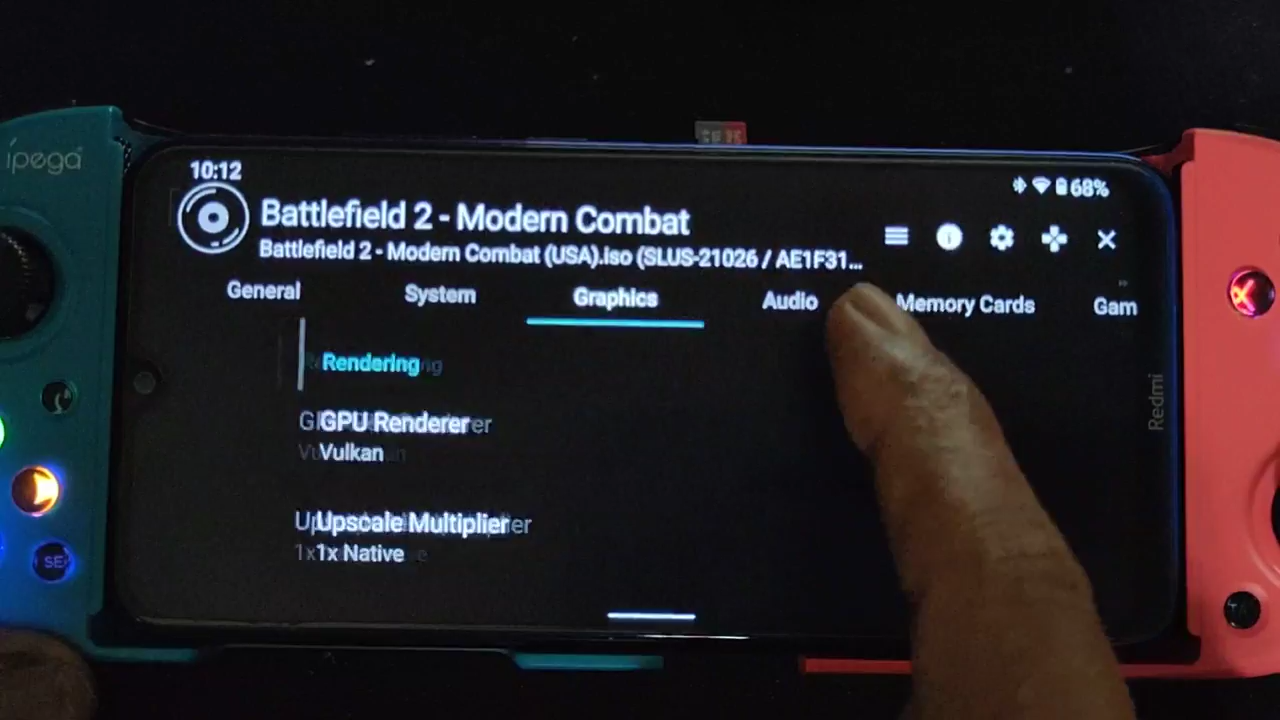 ipega
10:12
68%
Battlefield 2 - Modern Combat
Battlefield 2 - Modern Combat (USA).iso (SLUS-21026 / AE1F31...
General System Graphics Audio Memory Cards Gam
Rendering
GPU Renderer
Vulkan
Upscale Multiplier
1x Native
Redmi
SE